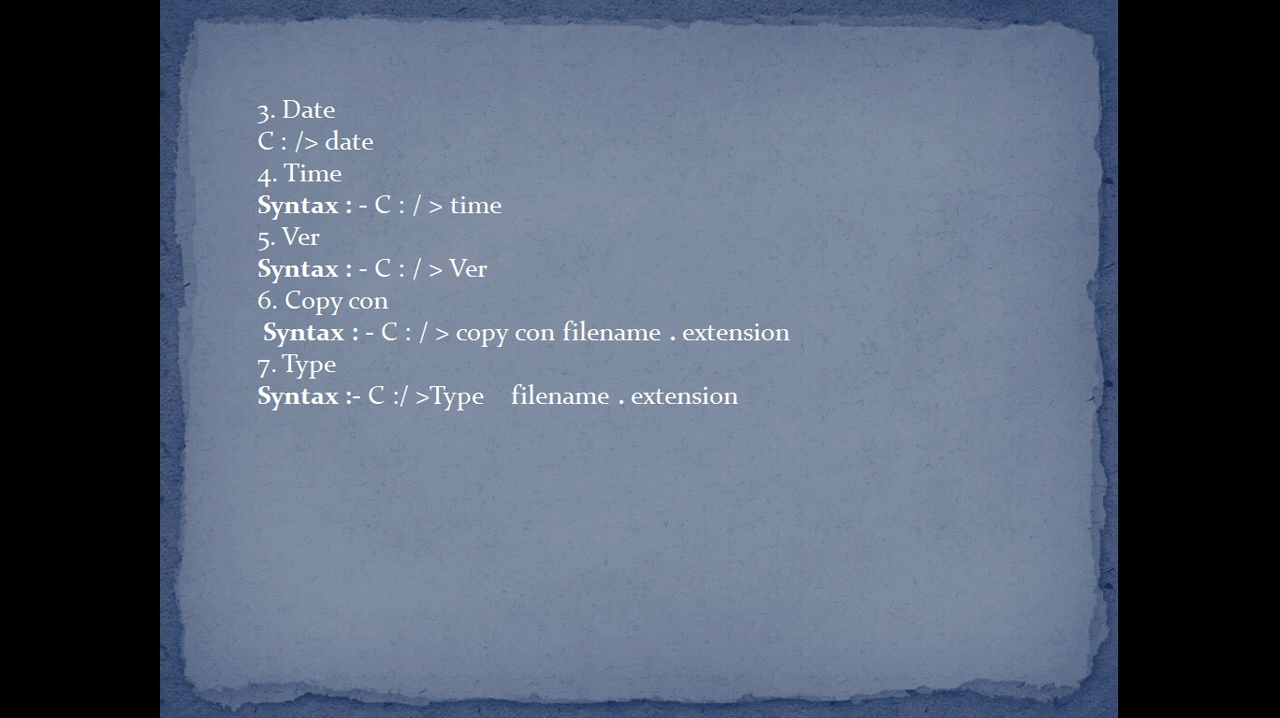 3. Date
C : /> date
4. Time
Syntax : - C : / > time
5. Ver
Syntax : - C : / > Ver
6. Copy con
Syntax : - C : / > copy con filename . extension
7. Type
Syntax :- C :/ >Type filename . extension